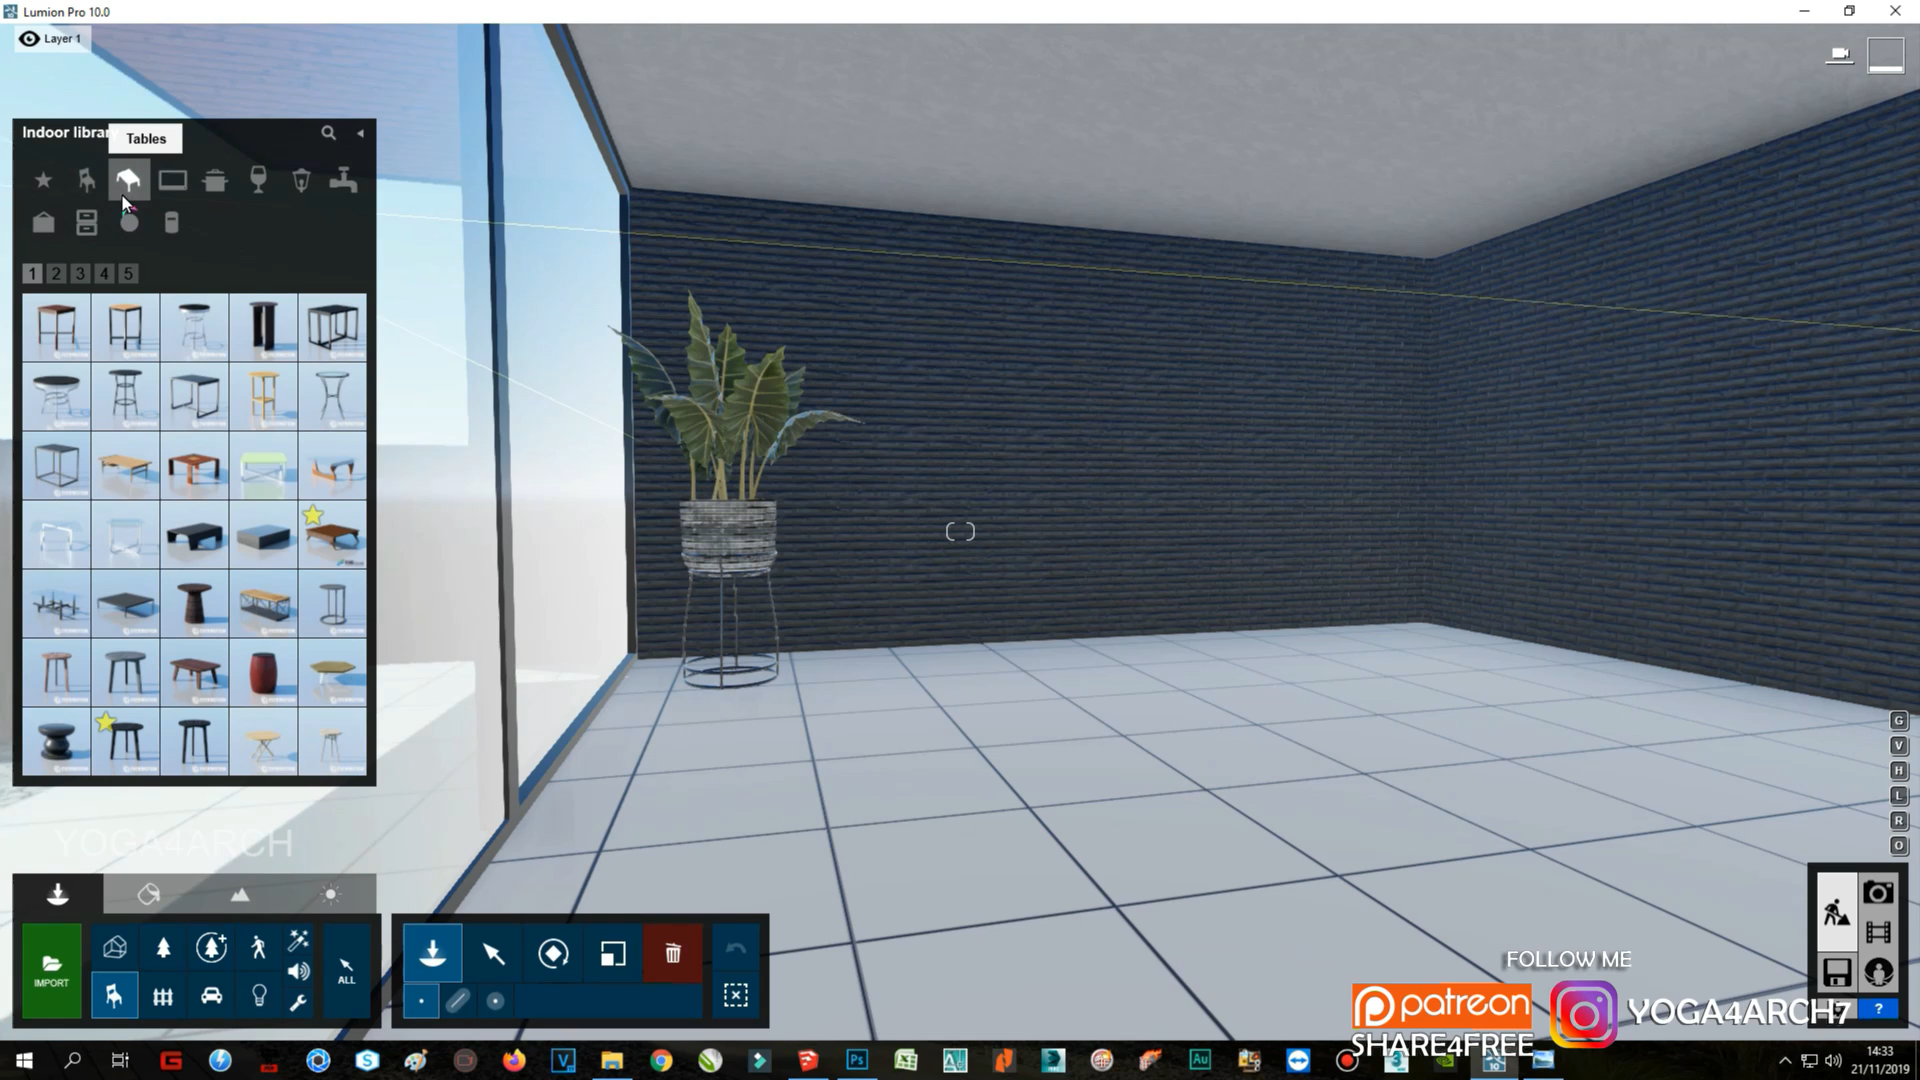 Lumion Pro 10.0
Layer 1
Indoor library
Tables
1 2 3 4 5
YOGA4ARCH
IMPORT
ALL
G
V
H
L
R
O
?
FOLLOW ME
patreon
SHARE4FREE
YOGA4ARCH7
14:33
21/11/2019